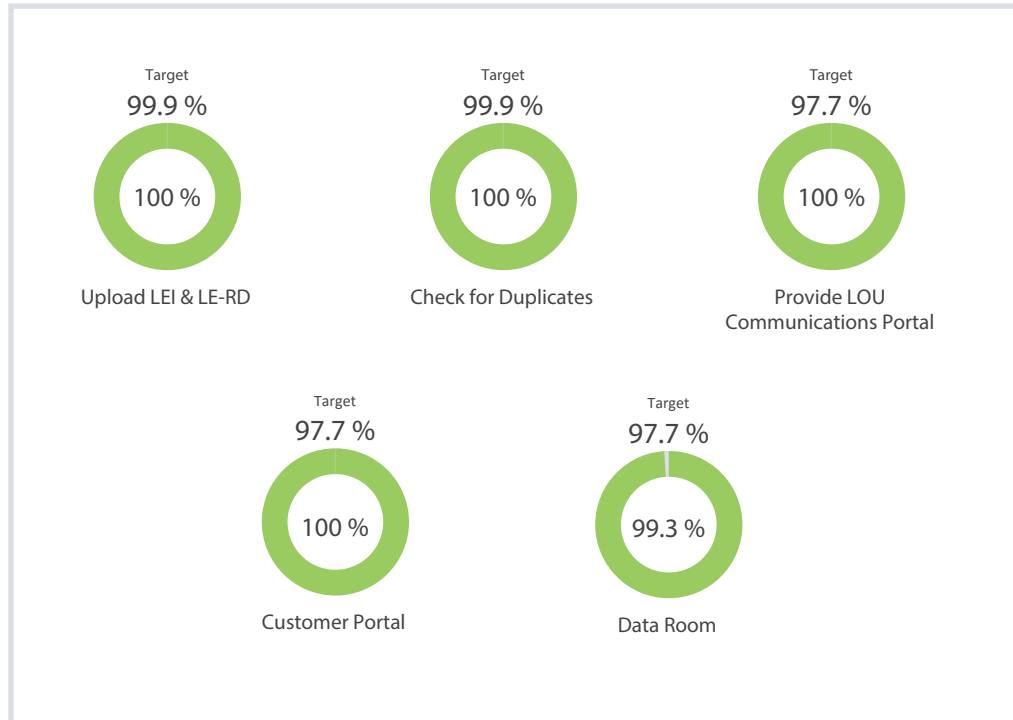 Target
99.9 %
100 %
Upload LEI & LE-RD
Target
99.9 %
100 %
Check for Duplicates
Target
97.7 %
100 %
Provide LOU
Communications Portal
Target
97.7 %
100 %
Customer Portal
Target
97.7 %
99.3 %
Data Room